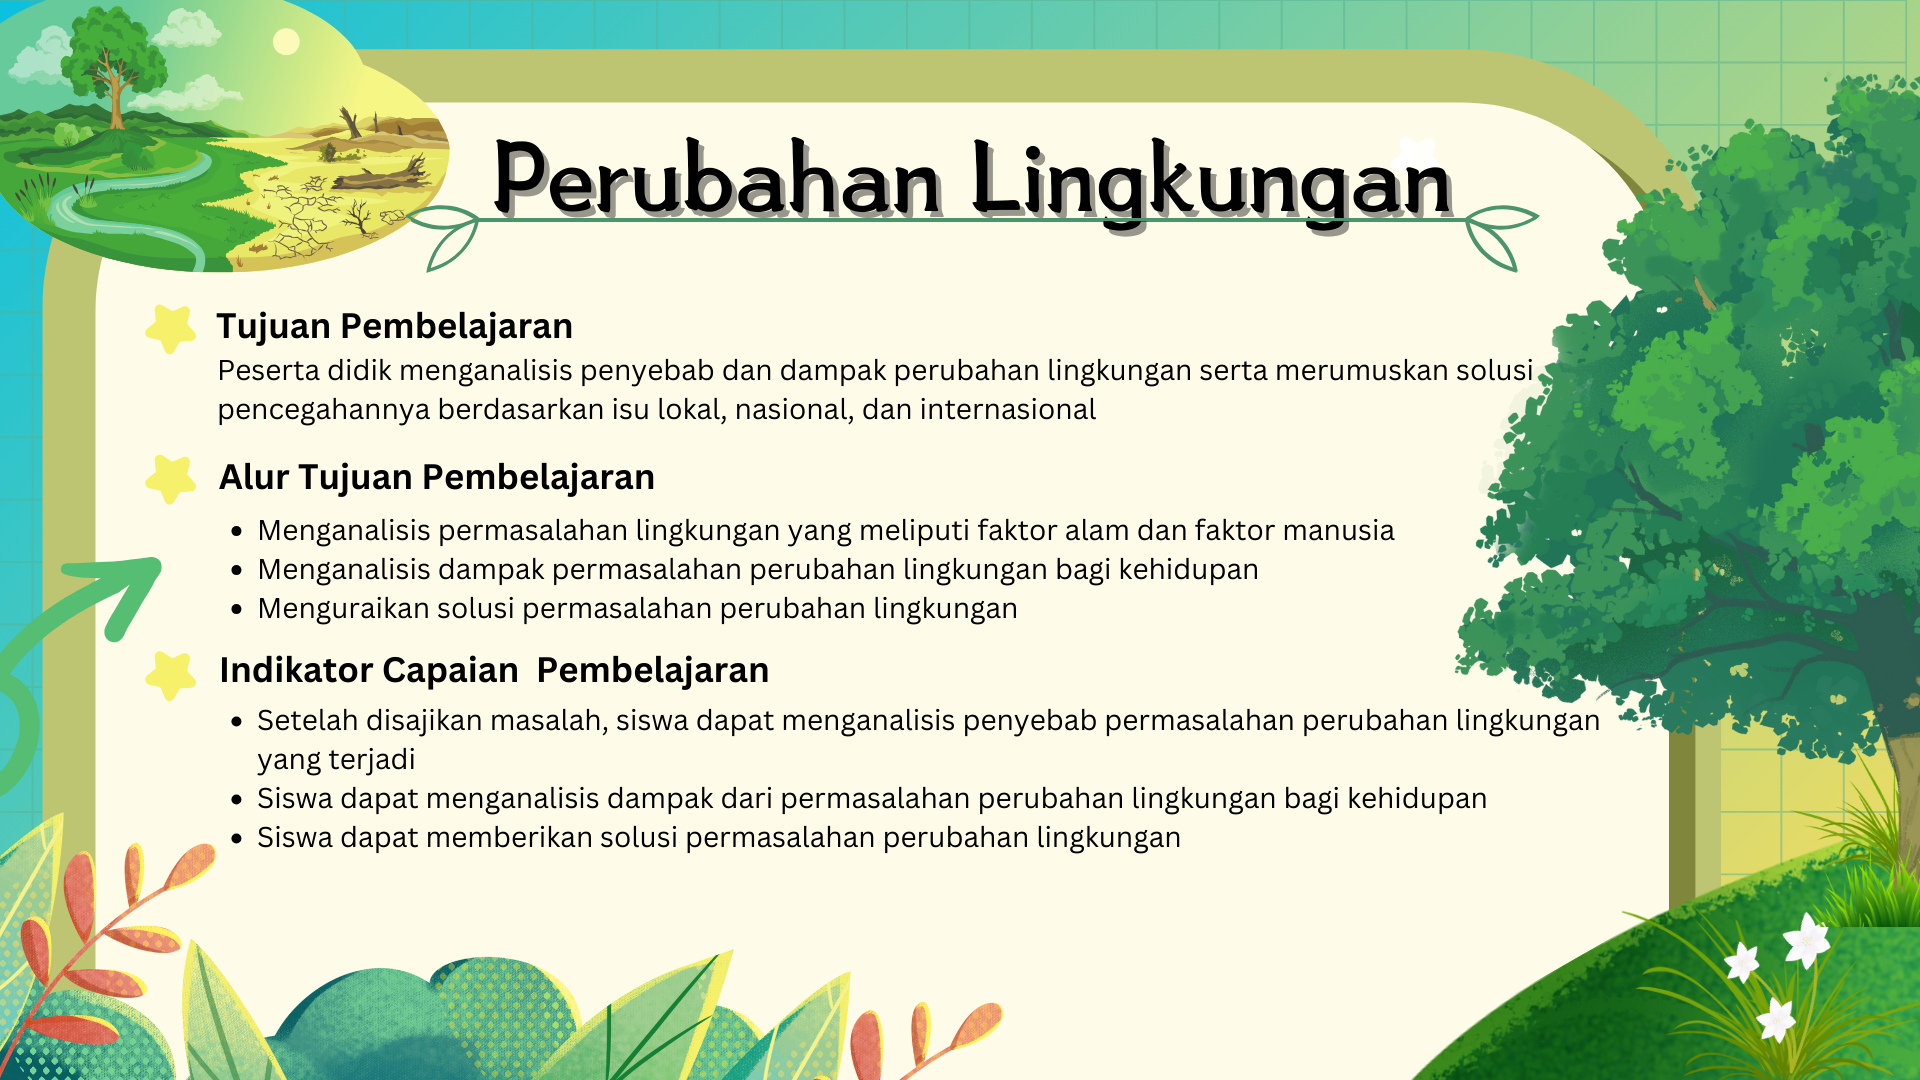 Perubahan Lingkungan
Tujuan Pembelajaran
Peserta didik menganalisis penyebab dan dampak perubahan lingkungan serta merumuskan solusi
pencegahannya berdasarkan isu lokal, nasional, dan internasional
Alur Tujuan Pembelajaran
• Menganalisis permasalahan lingkungan yang meliputi faktor alam dan faktor manusia
• Menganalisis dampak permasalahan perubahan lingkungan bagi kehidupan
• Menguraikan solusi permasalahan perubahan lingkungan
Indikator Capaian  Pembelajaran
• Setelah disajikan masalah, siswa dapat menganalisis penyebab permasalahan perubahan lingkungan
yang terjadi
• Siswa dapat menganalisis dampak dari permasalahan perubahan lingkungan bagi kehidupan
• Siswa dapat memberikan solusi permasalahan perubahan lingkungan